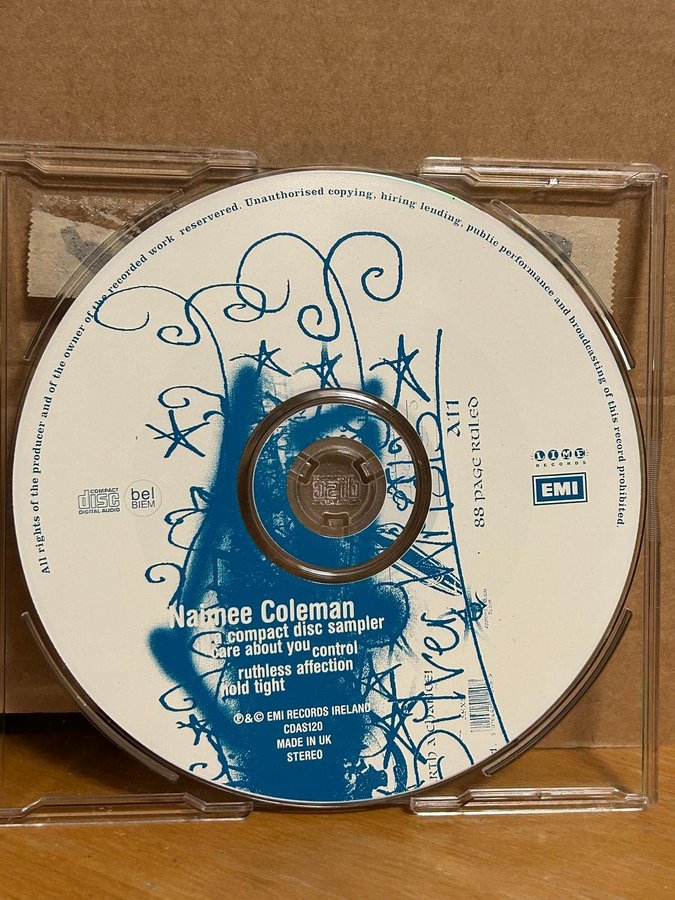 All rights of the producer and of the owner of the recorded work reservered. Unauthorised copying, hiring lending, public performance and broadcasting of this record prohibited.
COMPACT
disc
DIGITAL AUDIO
bel
BIEM
A11
88 PAGE RULED
LIME
RECORDS
EMI
Silver
Naimee Coleman
a compact disc sampler
care about you control
ruthless affection
hold tight
℗&© EMI RECORDS IRELAND
CDAS120
MADE IN UK
STEREO